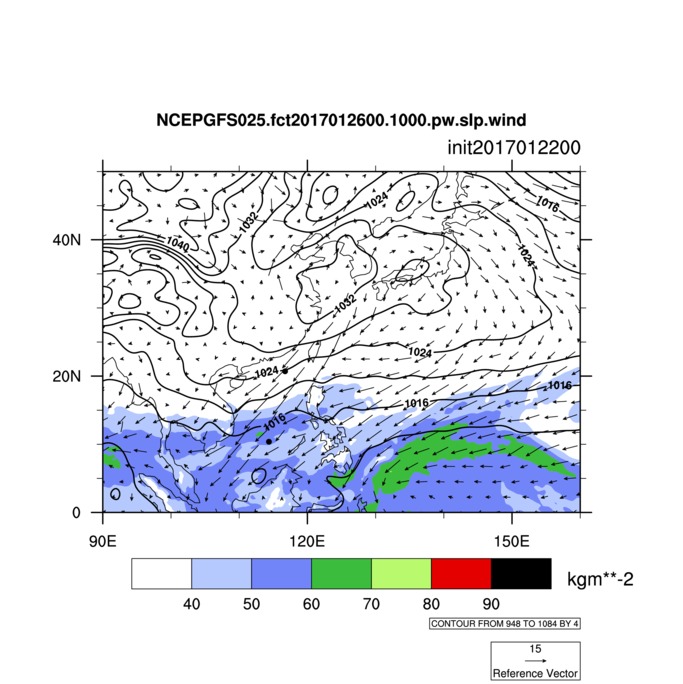 NCEPGFS025.fct2017012600.1000.pw.slp.wind
init2017012200
1016
1024
1032
1040
1024
40N
1032
1024
1024
20N
1016
1016
1016
0
90E 120E 150E
40 50 60 70 80 90
kgm**-2
CONTOUR FROM 948 TO 1084 BY 4
15
Reference Vector